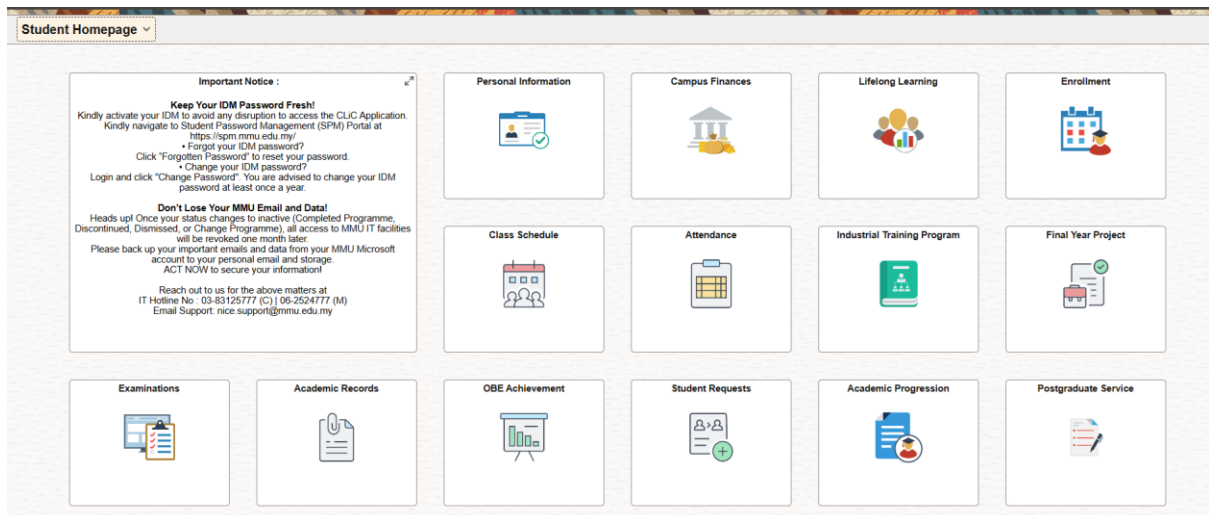 Student Homepage
Important Notice :
Keep Your IDM Password Fresh!
Kindly activate your IDM to avoid any disruption to access the CLiC Application.
Kindly navigate to Student Password Management (SPM) Portal at
https://spm.mmu.edu.my/
• Forgot your IDM password?
Click "Forgotten Password" to reset your password.
• Change your IDM password?
Login and click "Change Password". You are advised to change your IDM
password at least once a year.
Don't Lose Your MMU Email and Data!
Heads up! Once your status changes to inactive (Completed Programme,
Discontinued, Dismissed, or Change Programme), all access to MMU IT facilities
will be revoked one month later.
Please back up your important emails and data from your MMU Microsoft
account to your personal email and storage.
ACT NOW to secure your information!
Reach out to us for the above matters at
IT Hotline No : 03-83125777 (C) | 06-2524777 (M)
Email Support: nice.support@mmu.edu.my
Personal Information
Campus Finances
Lifelong Learning
Enrollment
Class Schedule
Attendance
Industrial Training Program
Final Year Project
Examinations
Academic Records
OBE Achievement
Student Requests
Academic Progression
Postgraduate Service